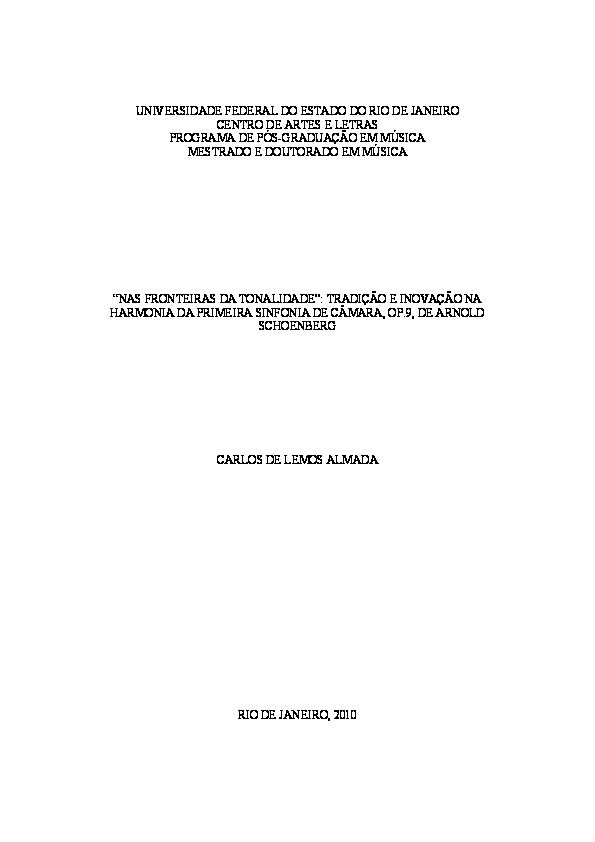 UNIVERSIDADE FEDERAL DO ESTADO DO RIO DE JANEIRO
CENTRO DE ARTES E LETRAS
PROGRAMA DE PÓS-GRADUAÇÃO EM MÚSICA
MESTRADO E DOUTORADO EM MÚSICA
“NAS FRONTEIRAS DA TONALIDADE”: TRADIÇÃO E INOVAÇÃO NA
HARMONIA DA PRIMEIRA SINFONIA DE CÂMARA, OP.9, DE ARNOLD
SCHOENBERG
CARLOS DE LEMOS ALMADA
RIO DE JANEIRO, 2010